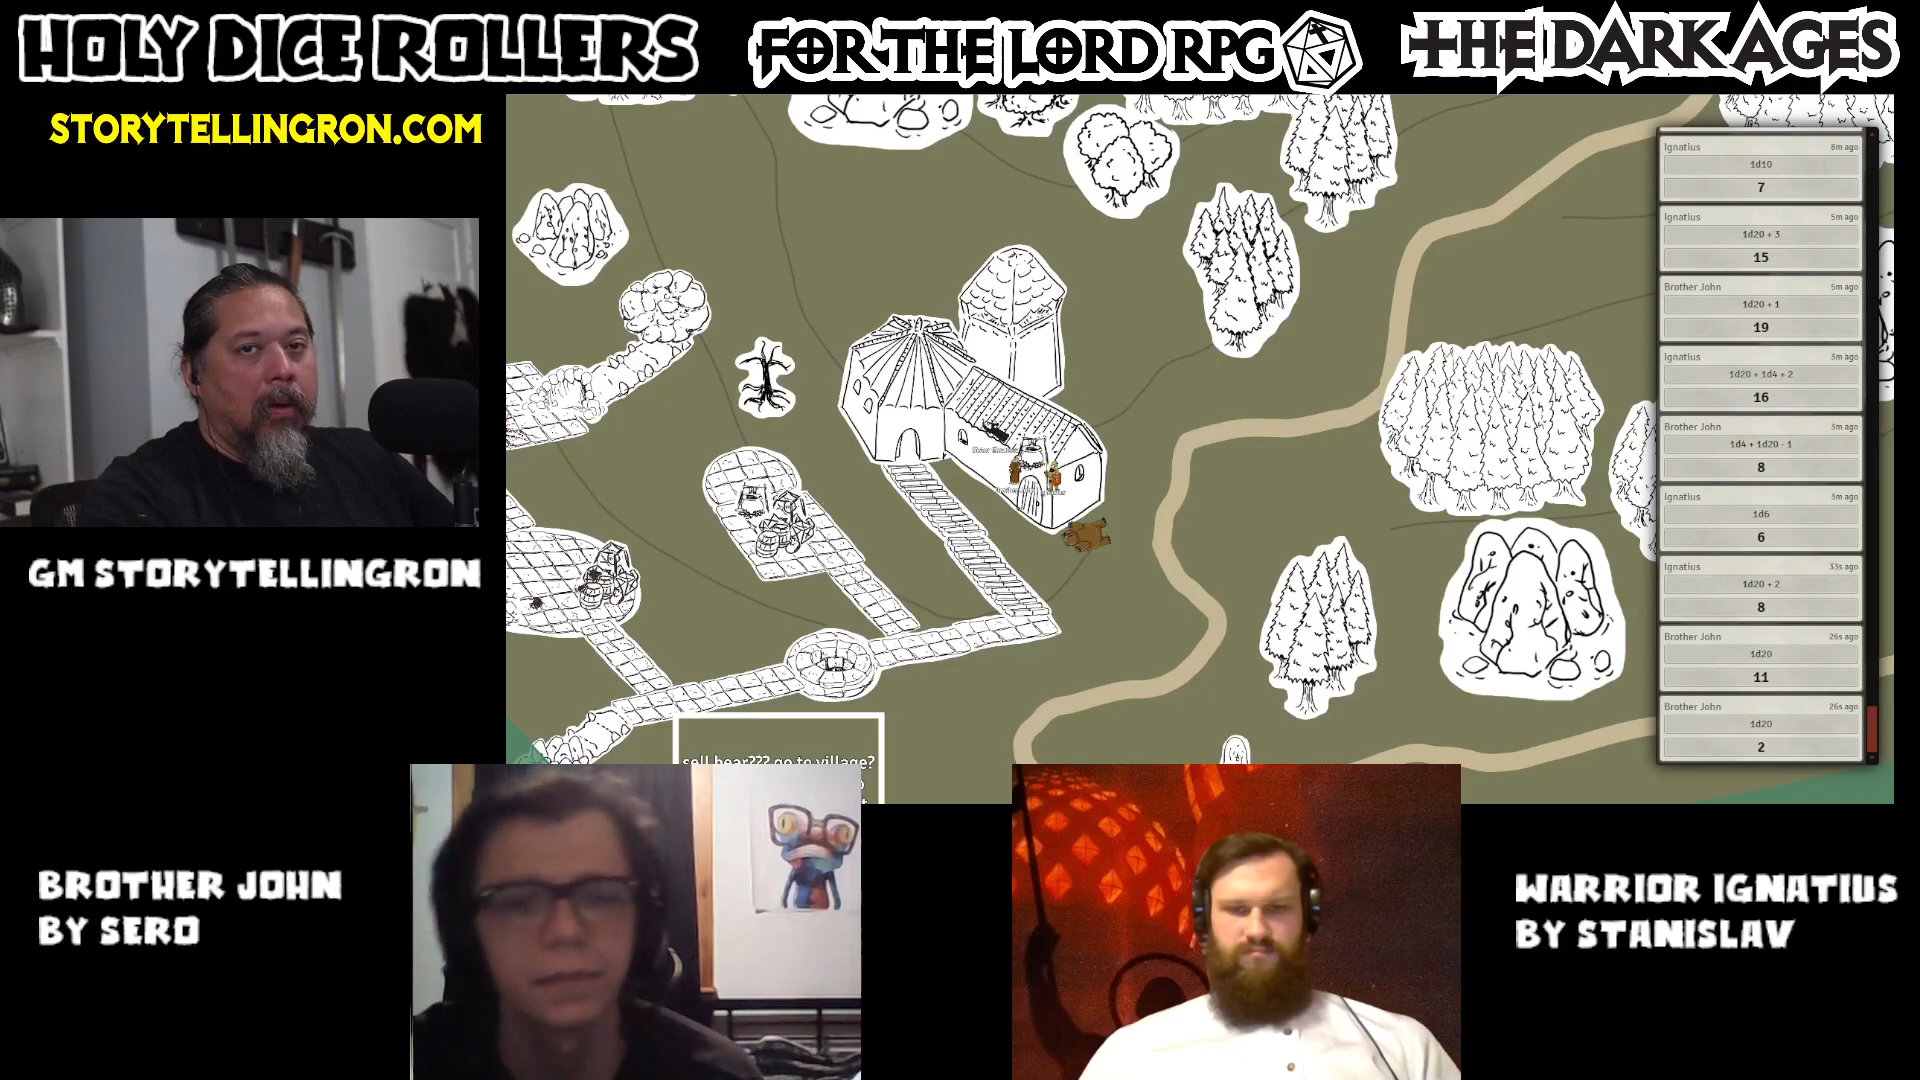 HOLY DICE ROLLERS
FOR THE LORD RPG
THE DARK AGES
STORYTELLINGRON.COM
GM STORYTELLINGRON
Ignatius 8m ago
1d10
7
Ignatius 5m ago
1d20 + 3
15
Brother John 5m ago
1d20 + 1
19
Ignatius 3m ago
1d20 + 1d4 + 2
16
Brother John 3m ago
1d4 + 1d20 - 1
8
Ignatius 3m ago
1d6
6
Ignatius 33s ago
1d20 + 2
8
Brother John 26s ago
1d20
11
Brother John 26s ago
1d20
2
sell bear??? go to village?
BROTHER JOHN
BY SERO
WARRIOR IGNATIUS
BY STANISLAV